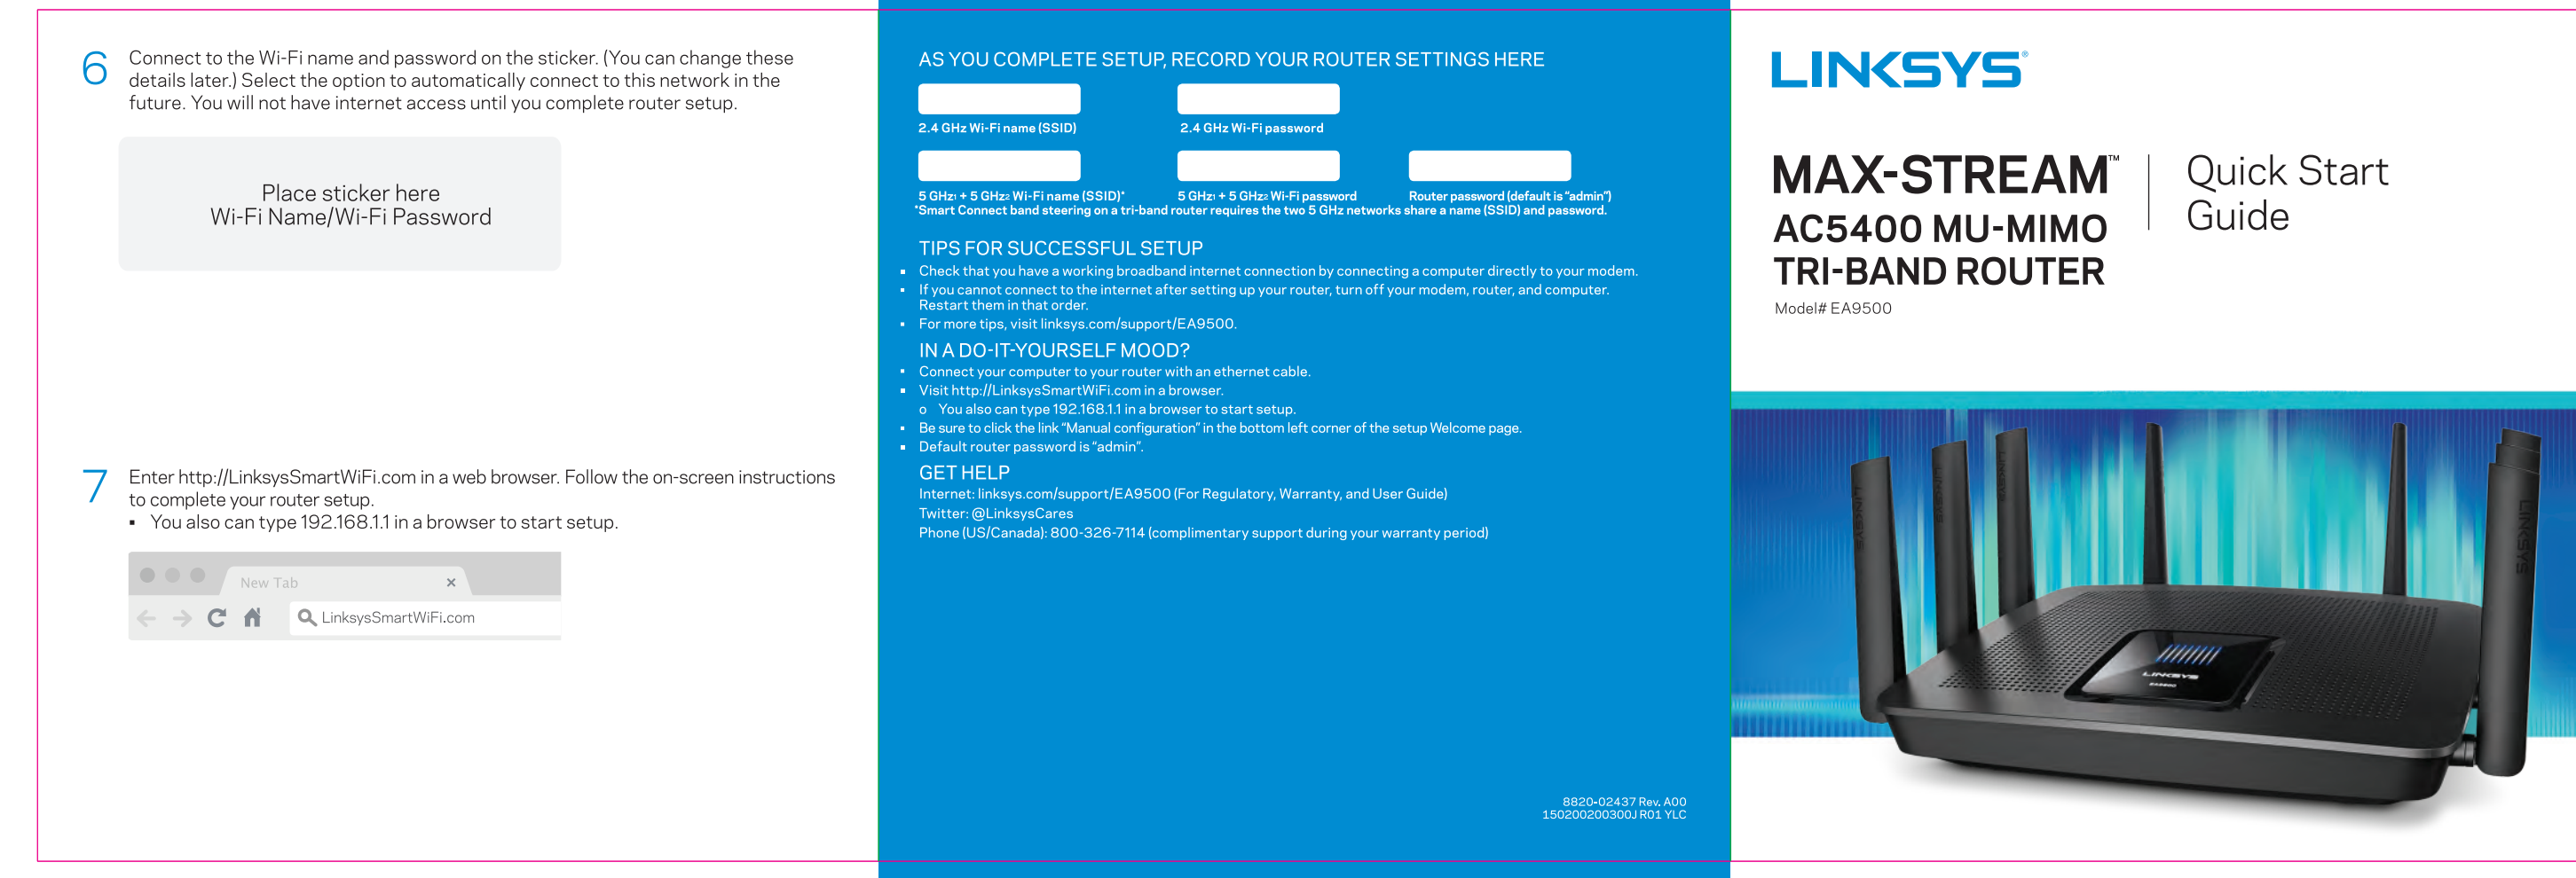 6
Connect to the Wi-Fi name and password on the sticker. (You can change these
details later.) Select the option to automatically connect to this network in the
future. You will not have internet access until you complete router setup.
Place sticker here
Wi-Fi Name/Wi-Fi Password
7
Enter http://LinksysSmartWiFi.com in a web browser. Follow the on-screen instructions
to complete your router setup.
▪ You also can type 192.168.1.1 in a browser to start setup.
New Tab ×
LinksysSmartWiFi.com
AS YOU COMPLETE SETUP, RECORD YOUR ROUTER SETTINGS HERE
2.4 GHz Wi-Fi name (SSID) 2.4 GHz Wi-Fi password
5 GHz1 + 5 GHz2 Wi-Fi name (SSID)* 5 GHz1 + 5 GHz2 Wi-Fi password Router password (default is “admin”)
*Smart Connect band steering on a tri-band router requires the two 5 GHz networks share a name (SSID) and password.
TIPS FOR SUCCESSFUL SETUP
▪ Check that you have a working broadband internet connection by connecting a computer directly to your modem.
▪ If you cannot connect to the internet after setting up your router, turn off your modem, router, and computer.
Restart them in that order.
▪ For more tips, visit linksys.com/support/EA9500.
IN A DO-IT-YOURSELF MOOD?
▪ Connect your computer to your router with an ethernet cable.
▪ Visit http://LinksysSmartWiFi.com in a browser.
o You also can type 192.168.1.1 in a browser to start setup.
▪ Be sure to click the link “Manual configuration” in the bottom left corner of the setup Welcome page.
▪ Default router password is “admin”.
GET HELP
Internet: linksys.com/support/EA9500 (For Regulatory, Warranty, and User Guide)
Twitter: @LinksysCares
Phone (US/Canada): 800-326-7114 (complimentary support during your warranty period)
8820-02437 Rev. A00
150200200300J R01 YLC
LINKSYS®
MAX-STREAM™
AC5400 MU-MIMO
TRI-BAND ROUTER
Model# EA9500
Quick Start
Guide
LINKSYS
LINKSYS
LINKSYS
LINKSYS
LINKSYS